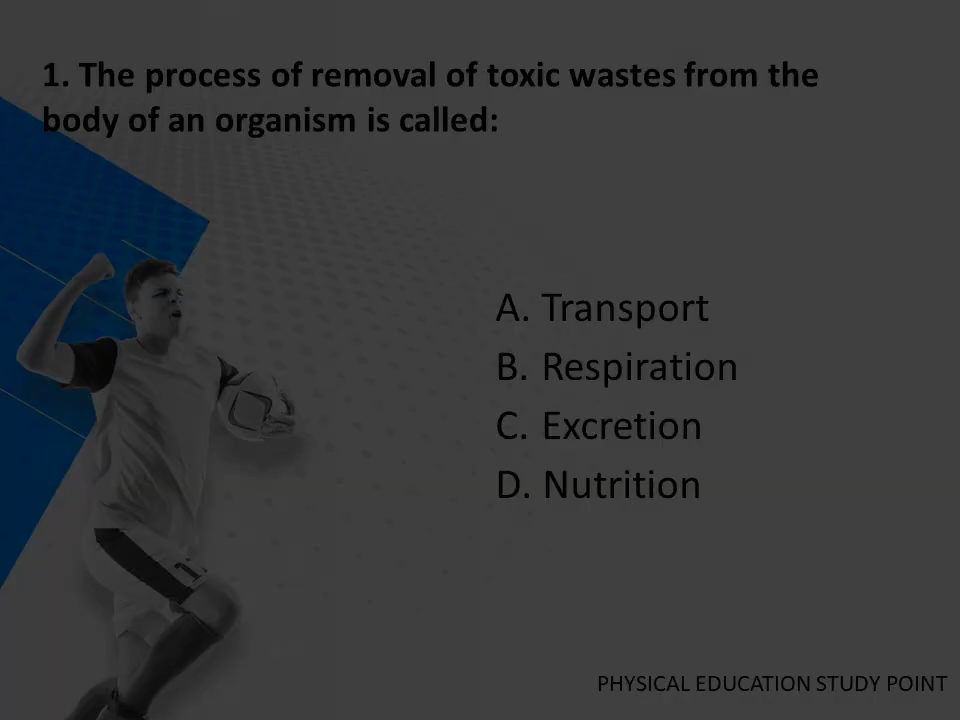 1. The process of removal of toxic wastes from the
body of an organism is called:
A. Transport
B. Respiration
C. Excretion
D. Nutrition
PHYSICAL EDUCATION STUDY POINT